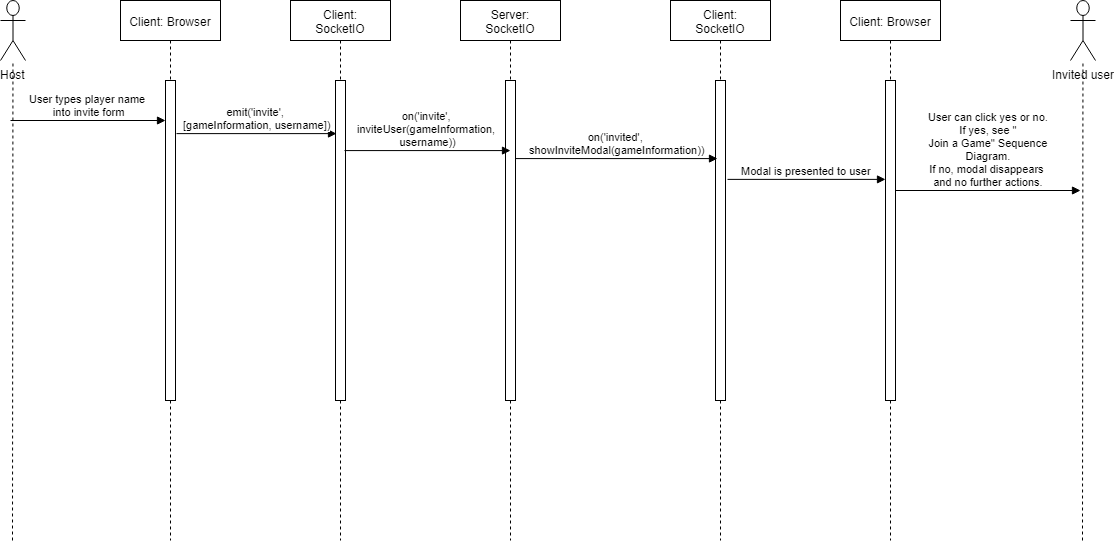 Client: Browser
Client:
SocketIO
Server:
SocketIO
Client:
SocketIO
Client: Browser
Host
Invited user
User types player name
into invite form
emit('invite',
[gameInformation, username])
on('invite',
inviteUser(gameInformation,
username))
on('invited',
showInviteModal(gameInformation))
Modal is presented to user
User can click yes or no.
If yes, see "
Join a Game" Sequence
Diagram.
If no, modal disappears
and no further actions.